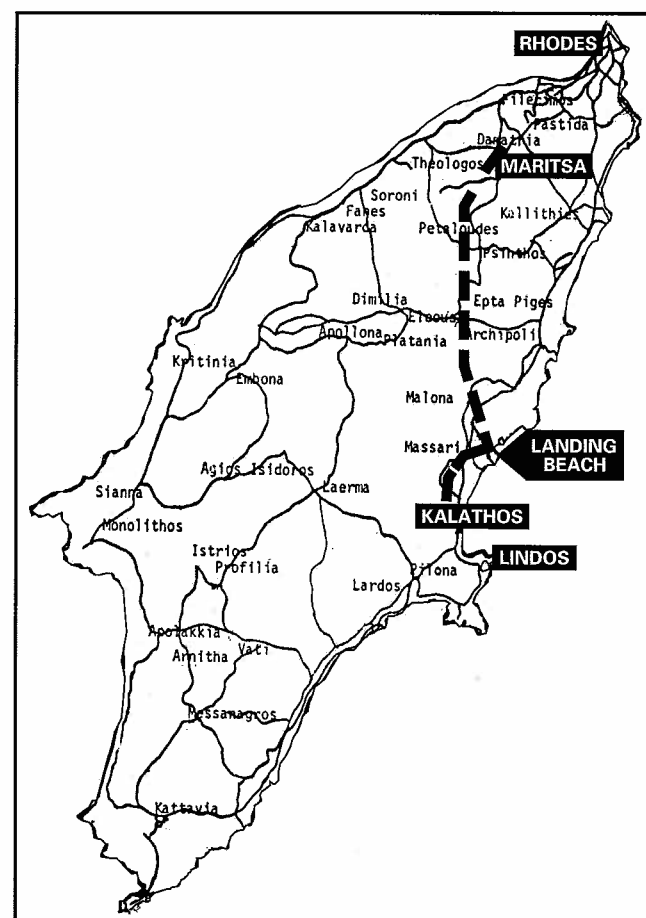 RHODES
Filerimos
Pastida
Damatria
Theologos
MARITSA
Soroni
Fanes
Kallithies
Kalavarda
Petaloudes
Psinthos
Dimilia
Epta Piges
Eleous
Apollona
Platania
Archipoli
Kritinia
Embona
Malona
Massari
LANDING
BEACH
Agios Isidoros
Laerma
Sianna
KALATHOS
Monolithos
Istrios
LINDOS
Profilia
Pilona
Lardos
Apolakkia
Arnitha
Vati
Messanagros
Kattavia